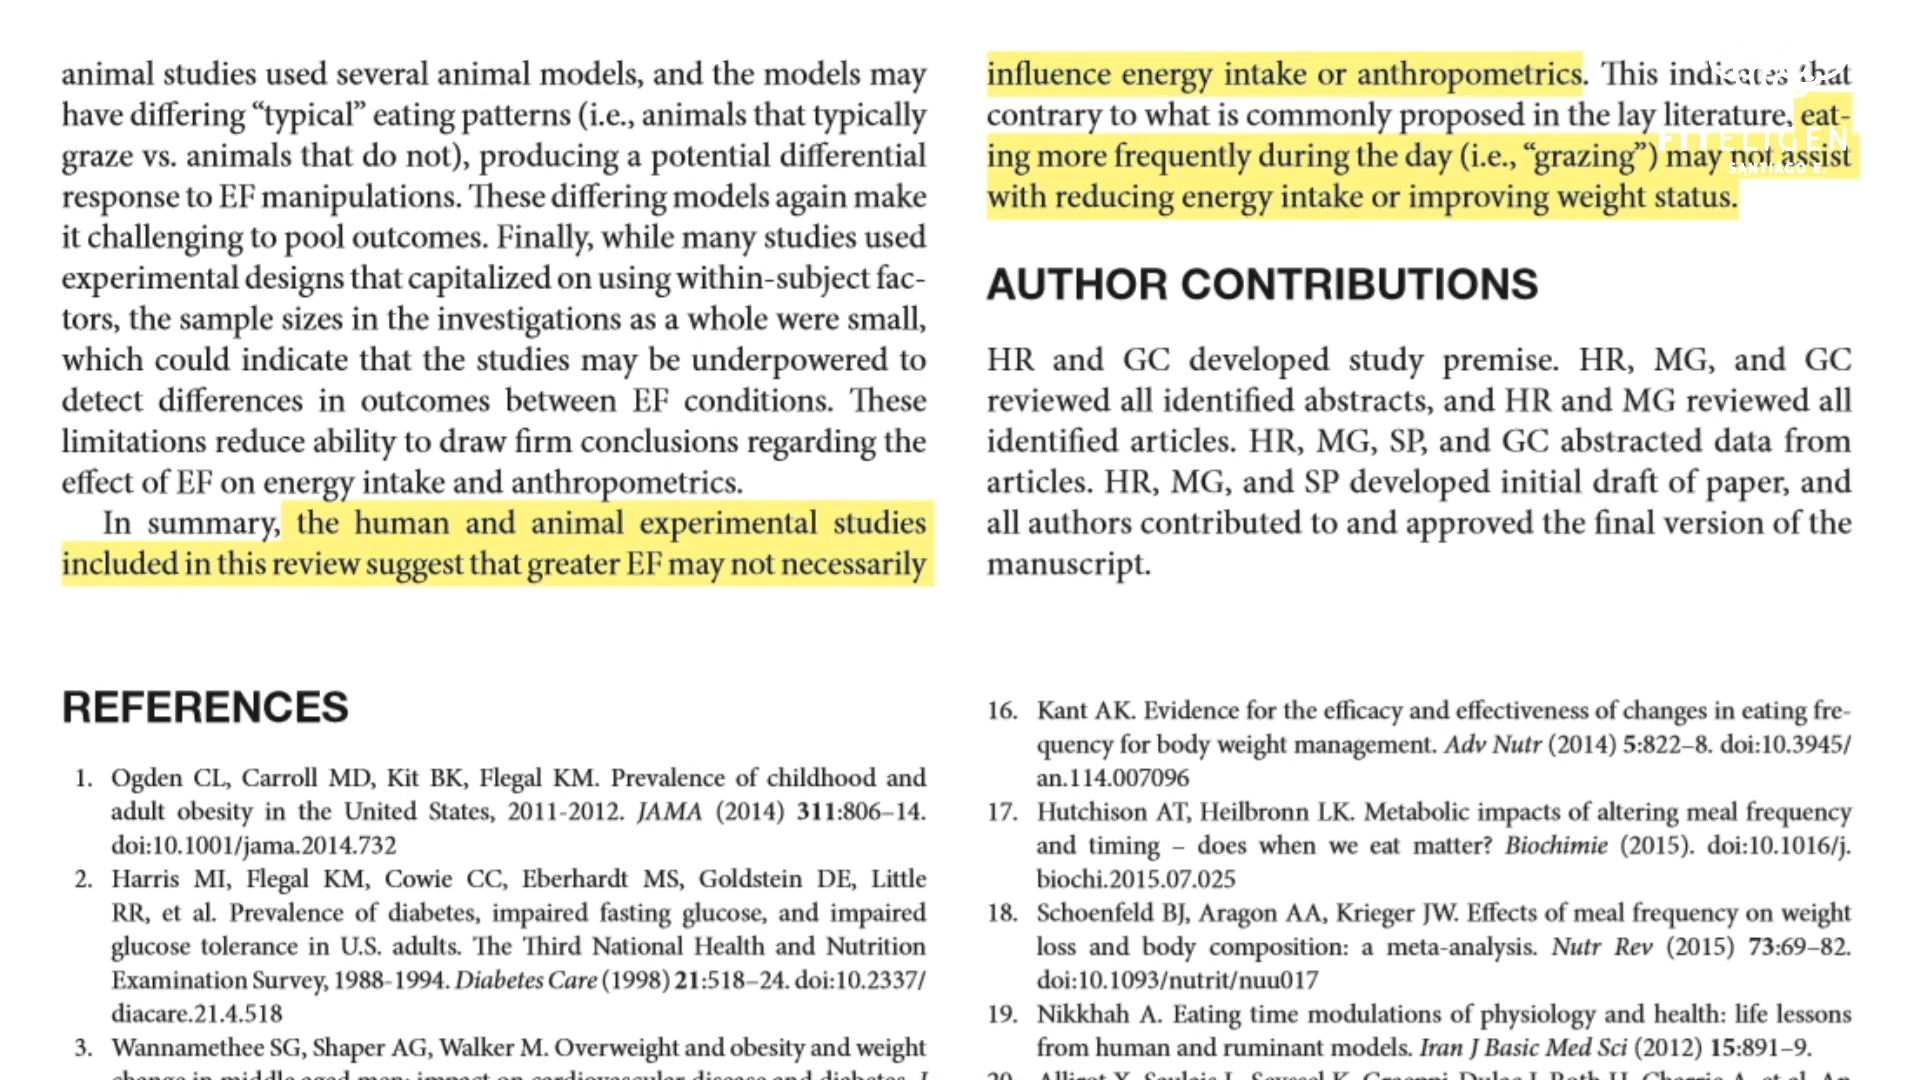 animal studies used several animal models, and the models may
have differing “typical” eating patterns (i.e., animals that typically
graze vs. animals that do not), producing a potential differential
response to EF manipulations. These differing models again make
it challenging to pool outcomes. Finally, while many studies used
experimental designs that capitalized on using within-subject fac-
tors, the sample sizes in the investigations as a whole were small,
which could indicate that the studies may be underpowered to
detect differences in outcomes between EF conditions. These
limitations reduce ability to draw firm conclusions regarding the
effect of EF on energy intake and anthropometrics.
In summary, the human and animal experimental studies
included in this review suggest that greater EF may not necessarily
influence energy intake or anthropometrics. This indicates that
contrary to what is commonly proposed in the lay literature, eat-
ing more frequently during the day (i.e., “grazing”) may not assist
with reducing energy intake or improving weight status.
FITELIGEN
SANTIAGO E.
AUTHOR CONTRIBUTIONS
HR and GC developed study premise. HR, MG, and GC
reviewed all identified abstracts, and HR and MG reviewed all
identified articles. HR, MG, SP, and GC abstracted data from
articles. HR, MG, and SP developed initial draft of paper, and
all authors contributed to and approved the final version of the
manuscript.
REFERENCES
1. Ogden CL, Carroll MD, Kit BK, Flegal KM. Prevalence of childhood and
adult obesity in the United States, 2011-2012. JAMA (2014) 311:806–14.
doi:10.1001/jama.2014.732
2. Harris MI, Flegal KM, Cowie CC, Eberhardt MS, Goldstein DE, Little
RR, et al. Prevalence of diabetes, impaired fasting glucose, and impaired
glucose tolerance in U.S. adults. The Third National Health and Nutrition
Examination Survey, 1988-1994. Diabetes Care (1998) 21:518–24. doi:10.2337/
diacare.21.4.518
3. Wannamethee SG, Shaper AG, Walker M. Overweight and obesity and weight
16. Kant AK. Evidence for the efficacy and effectiveness of changes in eating fre-
quency for body weight management. Adv Nutr (2014) 5:822–8. doi:10.3945/
an.114.007096
17. Hutchison AT, Heilbronn LK. Metabolic impacts of altering meal frequency
and timing – does when we eat matter? Biochimie (2015). doi:10.1016/j.
biochi.2015.07.025
18. Schoenfeld BJ, Aragon AA, Krieger JW. Effects of meal frequency on weight
loss and body composition: a meta-analysis. Nutr Rev (2015) 73:69–82.
doi:10.1093/nutrit/nuu017
19. Nikkhah A. Eating time modulations of physiology and health: life lessons
from human and ruminant models. Iran J Basic Med Sci (2012) 15:891–9.